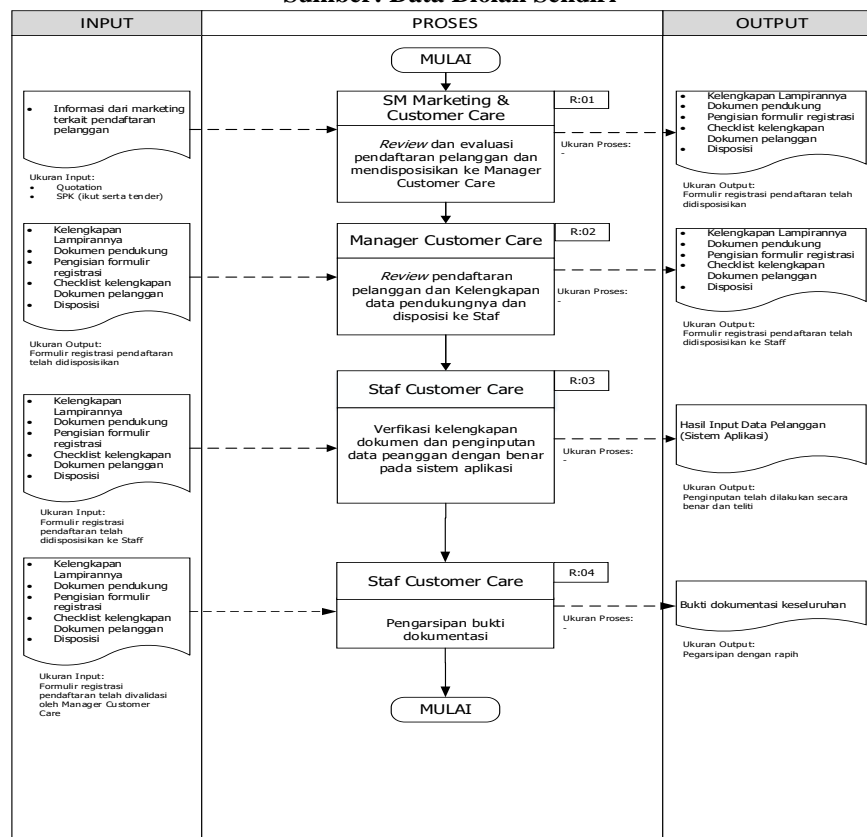 Sumber: Data Diolah Sendiri
INPUT
PROSES
OUTPUT
MULAI
• Informasi dari marketing
terkait pendaftaran
pelanggan
Ukuran Input:
• Quotation
• SPK (ikut serta tender)
SM Marketing &
Customer Care
R:01
Review dan evaluasi
pendaftaran pelanggan dan
mendisposisikan ke Manager
Customer Care
Ukuran Proses:
-
• Kelengkapan Lampirannya
• Dokumen pendukung
• Pengisian formulir registrasi
• Checklist kelengkapan
Dokumen pelanggan
• Disposisi
Ukuran Output:
Formulir registrasi pendaftaran telah
didisposisikan
• Kelengkapan
Lampirannya
• Dokumen pendukung
• Pengisian formulir
registrasi
• Checklist kelengkapan
Dokumen pelanggan
• Disposisi
Ukuran Output:
Formulir registrasi pendaftaran
telah didisposisikan
Manager Customer Care
R:02
Review pendaftaran
pelanggan dan Kelengkapan
data pendukungnya dan
disposisi ke Staf
Ukuran Proses:
-
• Kelengkapan Lampirannya
• Dokumen pendukung
• Pengisian formulir registrasi
• Checklist kelengkapan
Dokumen pelanggan
• Disposisi
Ukuran Output:
Formulir registrasi pendaftaran telah
didisposisikan ke Staff
• Kelengkapan
Lampirannya
• Dokumen pendukung
• Pengisian formulir
registrasi
• Checklist kelengkapan
Dokumen pelanggan
• Disposisi
Ukuran Input:
Formulir registrasi
pendaftaran telah
didisposisikan ke Staff
Staf Customer Care
R:03
Verfikasi kelengkapan
dokumen dan penginputan
data peanggan dengan benar
pada sistem aplikasi
Ukuran Proses:
-
Hasil Input Data Pelanggan
(Sistem Aplikasi)
Ukuran Output:
Penginputan telah dilakukan secara
benar dan teliti
• Kelengkapan
Lampirannya
• Dokumen pendukung
• Pengisian formulir
registrasi
• Checklist kelengkapan
Dokumen pelanggan
• Disposisi
Ukuran Input:
Formulir registrasi
pendaftaran telah divalidasi
oleh Manager Customer
Care
Staf Customer Care
R:04
Pengarsipan bukti
dokumentasi
Ukuran Proses:
-
Bukti dokumentasi keseluruhan
Ukuran Output:
Pegarsipan dengan rapih
MULAI